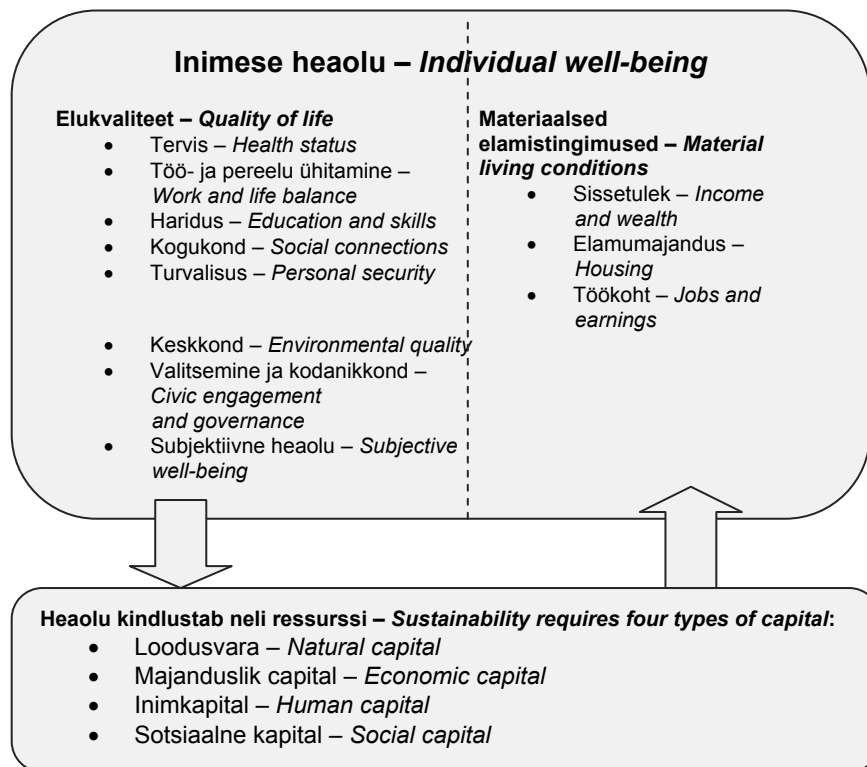 Inimese heaolu – Individual well-being
Elukvaliteet – Quality of life
• Tervis – Health status
• Töö- ja pereelu ühitamine –
Work and life balance
• Haridus – Education and skills
• Kogukond – Social connections
• Turvalisus – Personal security
• Keskkond – Environmental quality
• Valitsemine ja kodanikkond –
Civic engagement
and governance
• Subjektiivne heaolu – Subjective
well-being
Materiaalsed
elamistingimused – Material
living conditions
• Sissetulek – Income
and wealth
• Elamumajandus –
Housing
• Töökoht – Jobs and
earnings
Heaolu kindlustab neli ressurssi – Sustainability requires four types of capital:
• Loodusvara – Natural capital
• Majanduslik capital – Economic capital
• Inimkapital – Human capital
• Sotsiaalne kapital – Social capital